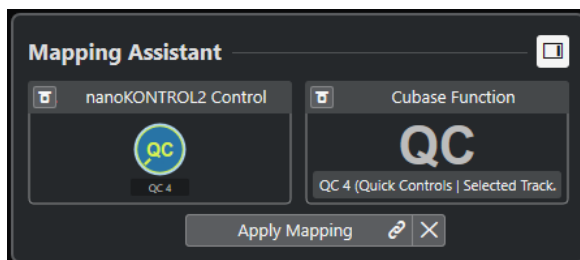 Mapping Assistant
nanoKONTROL2 Control
Cubase Function
QC
QC 4
QC
QC 4 (Quick Controls | Selected Track.
Apply Mapping